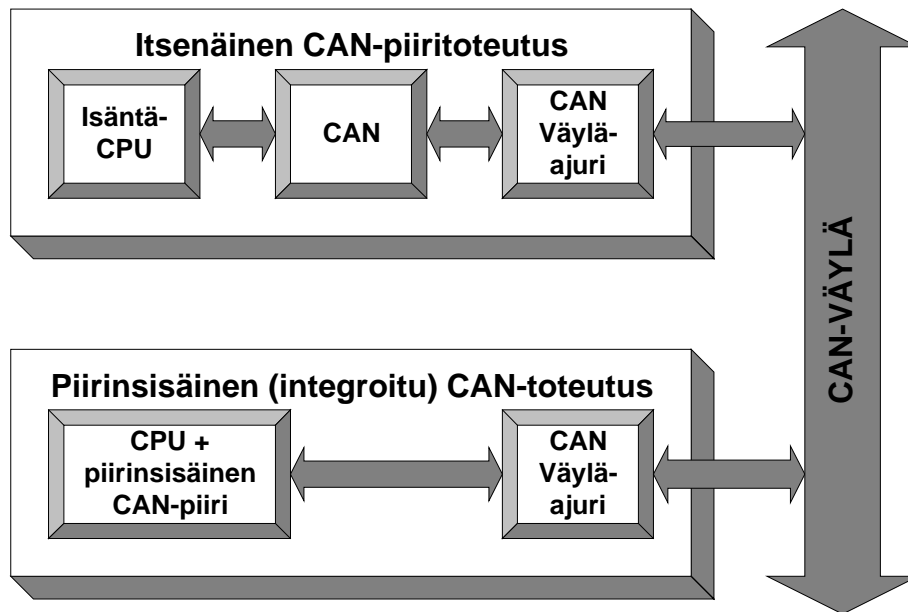 Itsenäinen CAN-piiritoteutus
Isäntä-
CPU
CAN
CAN
Väylä-
ajuri
CAN-VÄYLÄ
Piirinsisäinen (integroitu) CAN-toteutus
CPU +
piirinsisäinen
CAN-piiri
CAN
Väylä-
ajuri